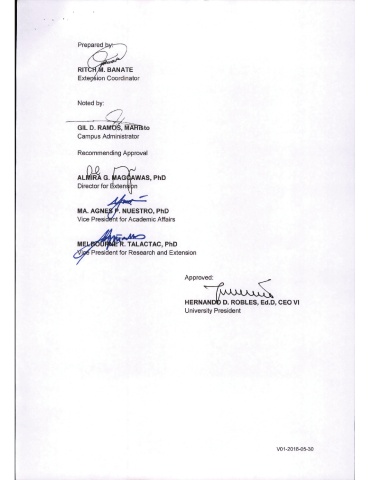 Prepared by:
RITCH M. BANATE
Extension Coordinator
Noted by:
GIL D. RAMOS, MAHisto
Campus Administrator
Recommending Approval
ALMIRA G. MAGCAWAS, PhD
Director for Extension
MA. AGNES P. NUESTRO, PhD
Vice President for Academic Affairs
MELBOURNE R. TALACTAC, PhD
Vice President for Research and Extension
Approved:
HERNANDO D. ROBLES, Ed.D, CEO VI
University President
V01-2018-05-30